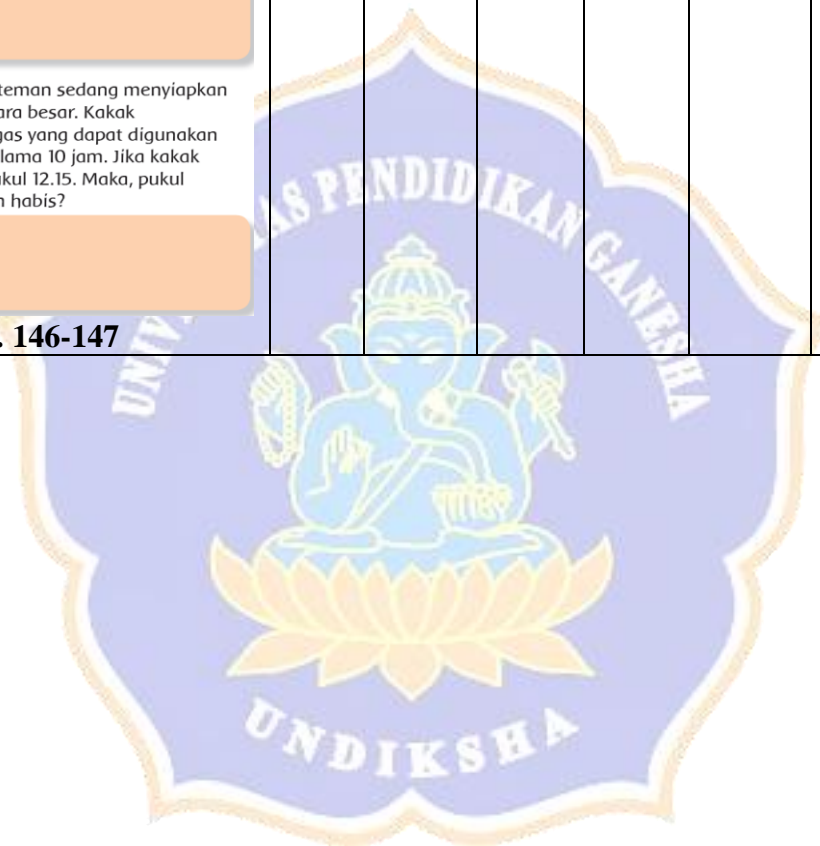 teman sedang menyiapkan
ara besar. Kakak
gas yang dapat digunakan
lama 10 jam. Jika kakak
kul 12.15. Maka, pukul
habis?
. 146-147
UNIVERSITAS PENDIDIKAN GANESHA
UNDIKSHA